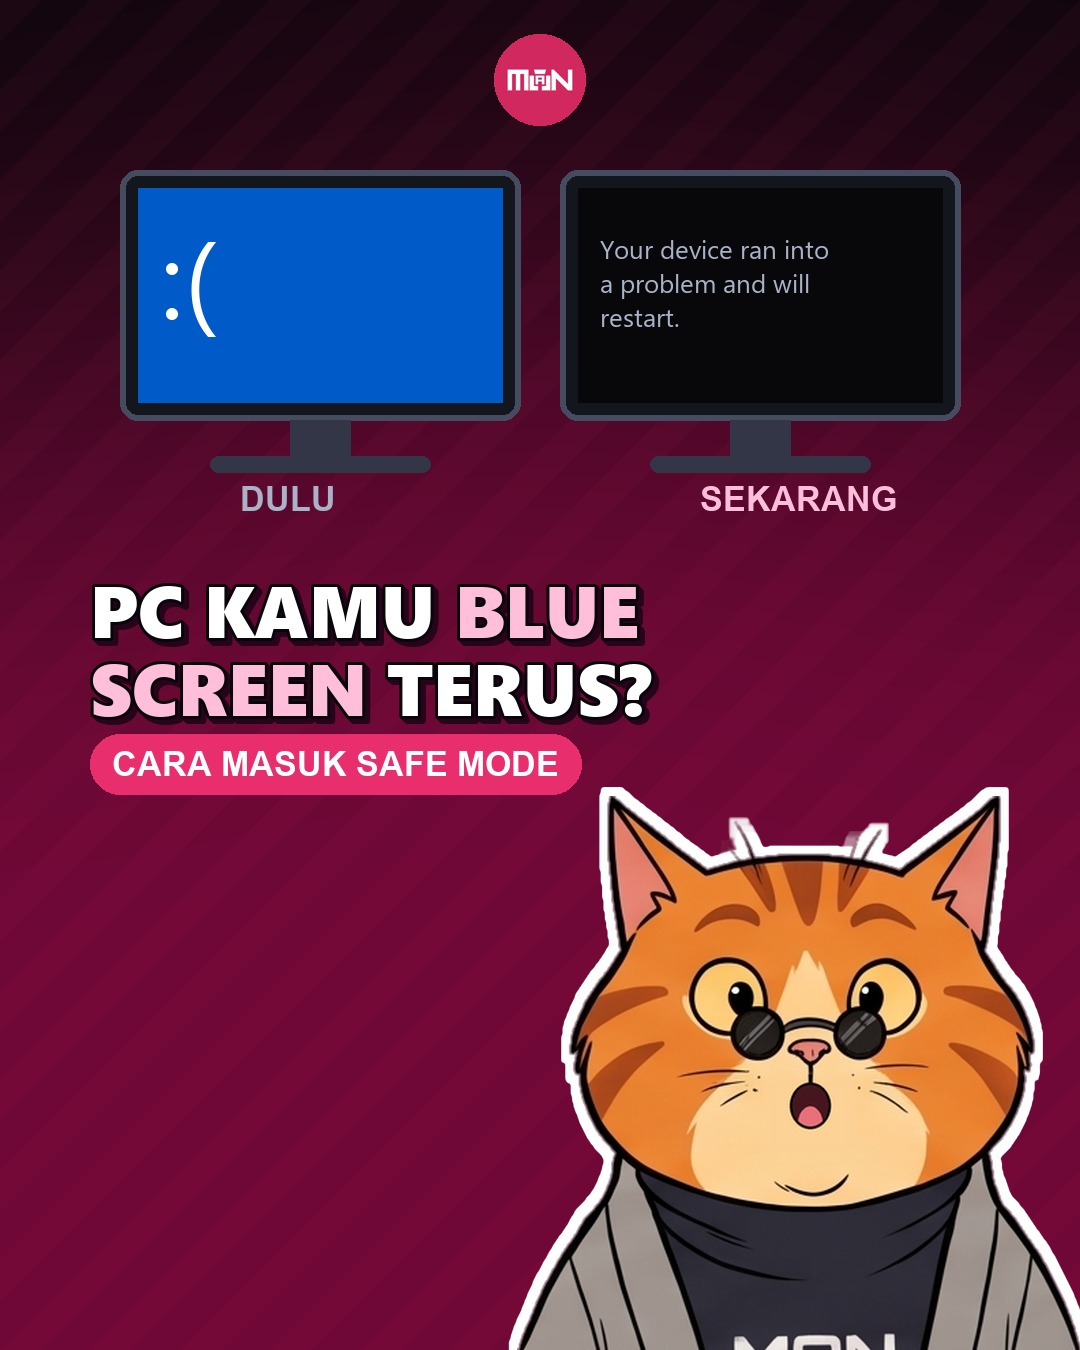 MAN
:(
Your device ran into
a problem and will
restart.
DULU
SEKARANG
PC KAMU BLUE
SCREEN TERUS?
CARA MASUK SAFE MODE